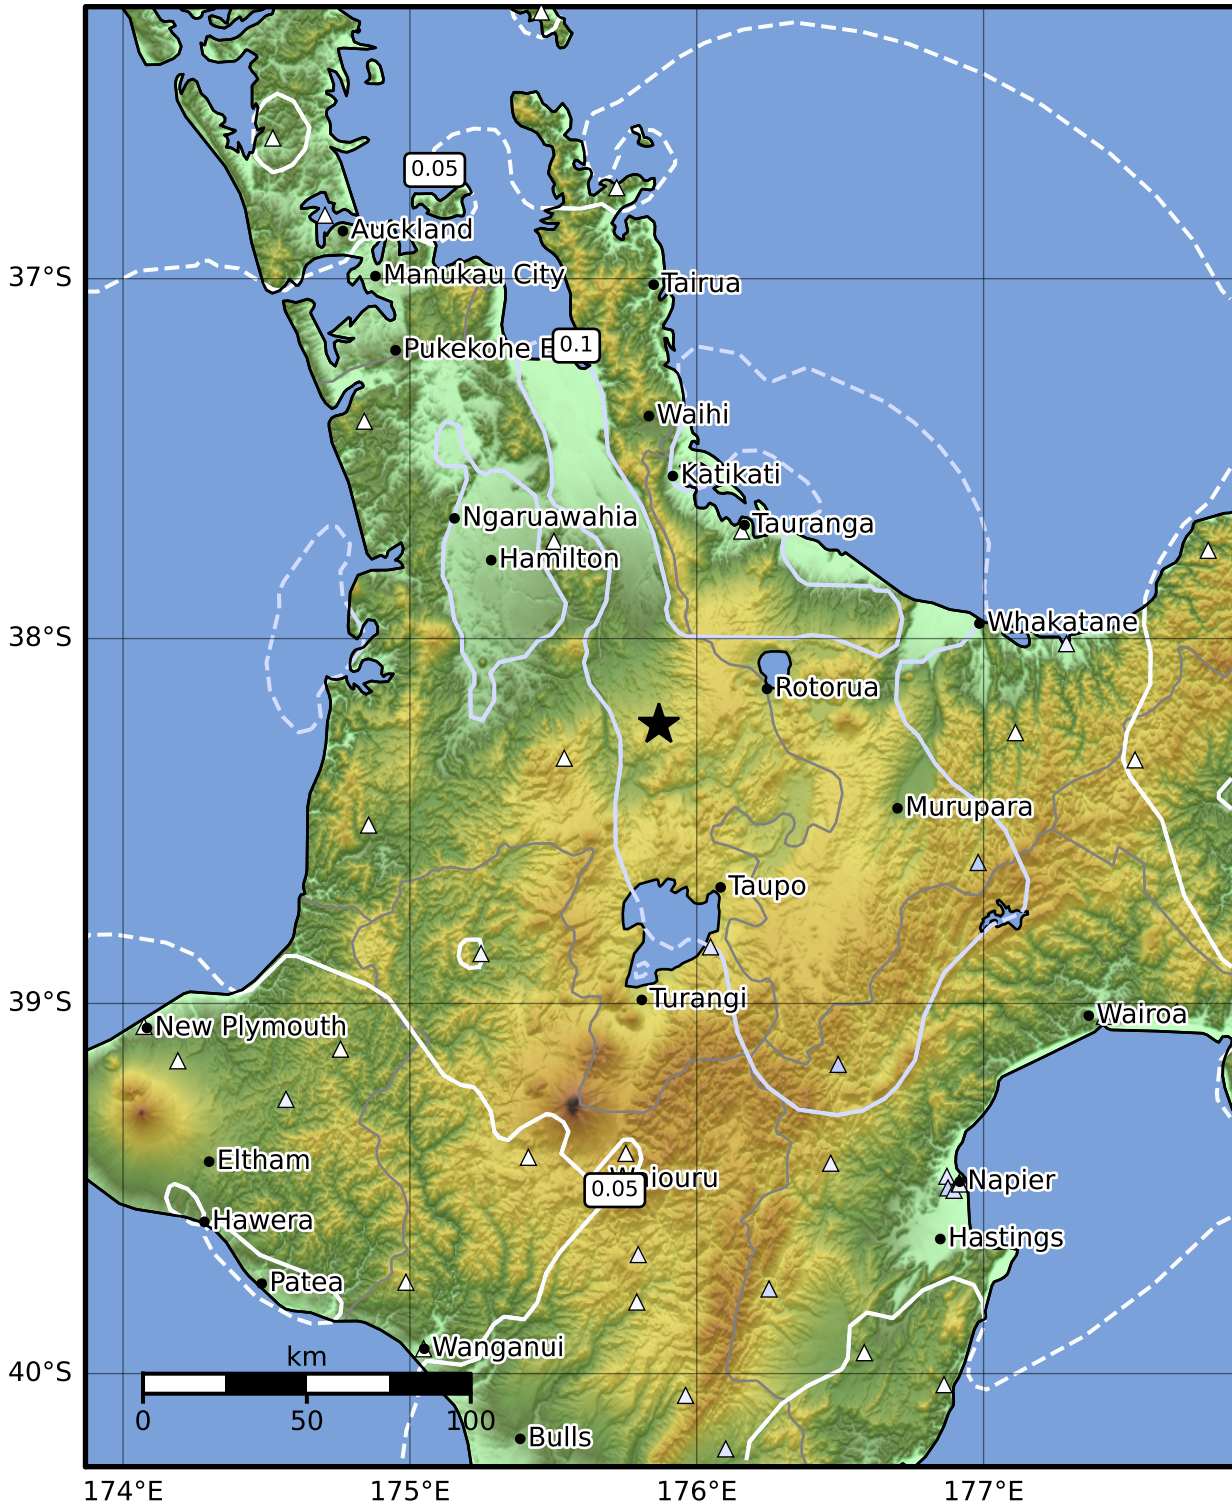 0.05
Auckland
Manukau City
37°S
Tairua
Pukekohe E
0.1
Waihi
Katikati
Ngaruawahia
Tauranga
Hamilton
Whakatane
38°S
Rotorua
Murupara
Taupo
Turangi
39°S
Wairoa
New Plymouth
Eltham
iouru
0.05
Napier
Hawera
Hastings
Patea
Wanganui
km
40°S
0 50 100
Bulls
174°E 175°E 176°E 177°E